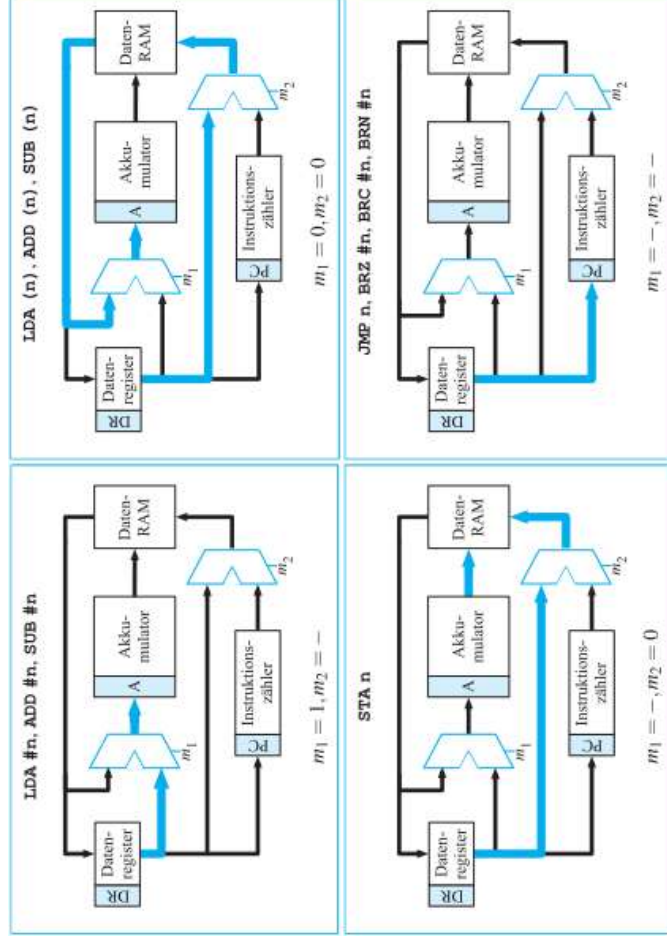 LDA #n, ADD #n, SUB #n
DR
Daten-
register
m₁
A
Akku-
mulator
Daten-
RAM
PC
Instruktions-
zähler
m₂
m₁ = 1, m₂ = −
LDA (n), ADD (n), SUB (n)
DR
Daten-
register
m₁
A
Akku-
mulator
Daten-
RAM
PC
Instruktions-
zähler
m₂
m₁ = 0, m₂ = 0
STA n
DR
Daten-
register
m₁
A
Akku-
mulator
Daten-
RAM
PC
Instruktions-
zähler
m₂
m₁ = −, m₂ = 0
JMP n, BRZ #n, BRC #n, BRN #n
DR
Daten-
register
m₁
A
Akku-
mulator
Daten-
RAM
PC
Instruktions-
zähler
m₂
m₁ = −, m₂ = −